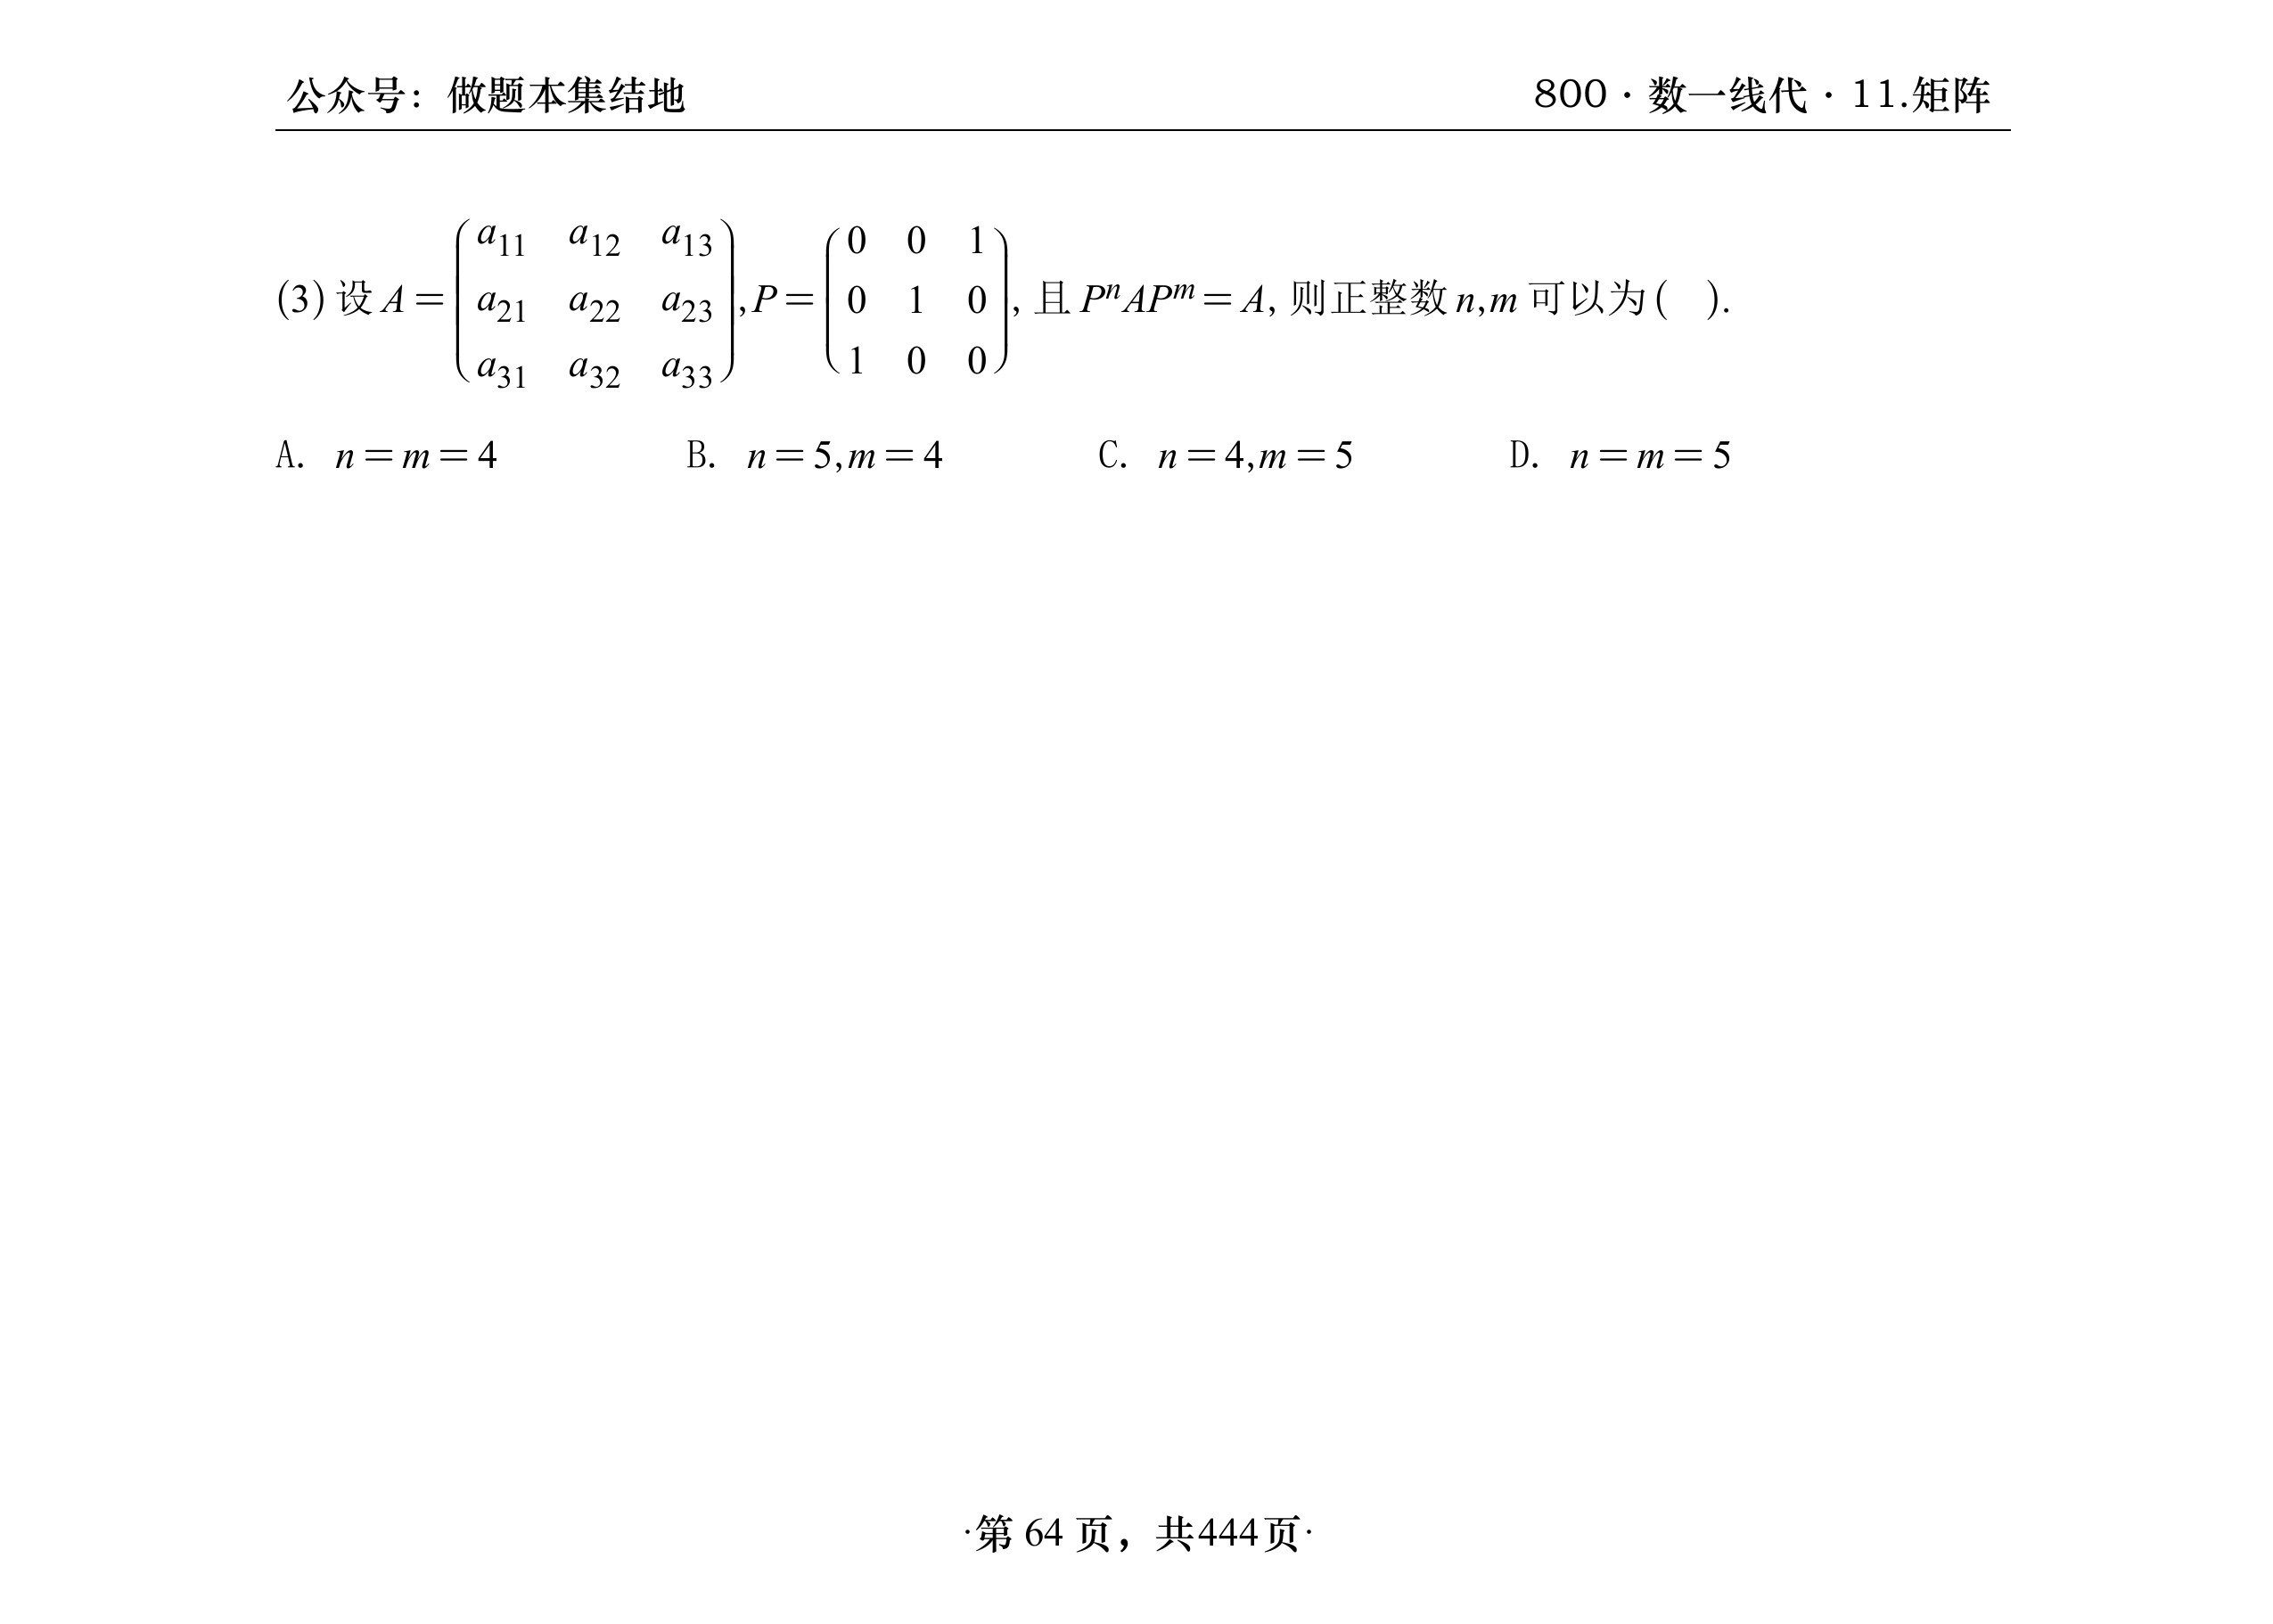 公众号：做题本集结地 800·数一线代·11.矩阵
(3) 设 A = \begin{pmatrix} a_{11} & a_{12} & a_{13} \\ a_{21} & a_{22} & a_{23} \\ a_{31} & a_{32} & a_{33} \end{pmatrix}, P = \begin{pmatrix} 0 & 0 & 1 \\ 0 & 1 & 0 \\ 1 & 0 & 0 \end{pmatrix}, 且 P^nAP^m = A, 则正整数 n,m 可以为( ).
A. n=m=4 B. n=5,m=4 C. n=4,m=5 D. n=m=5
·第 64 页，共444页·